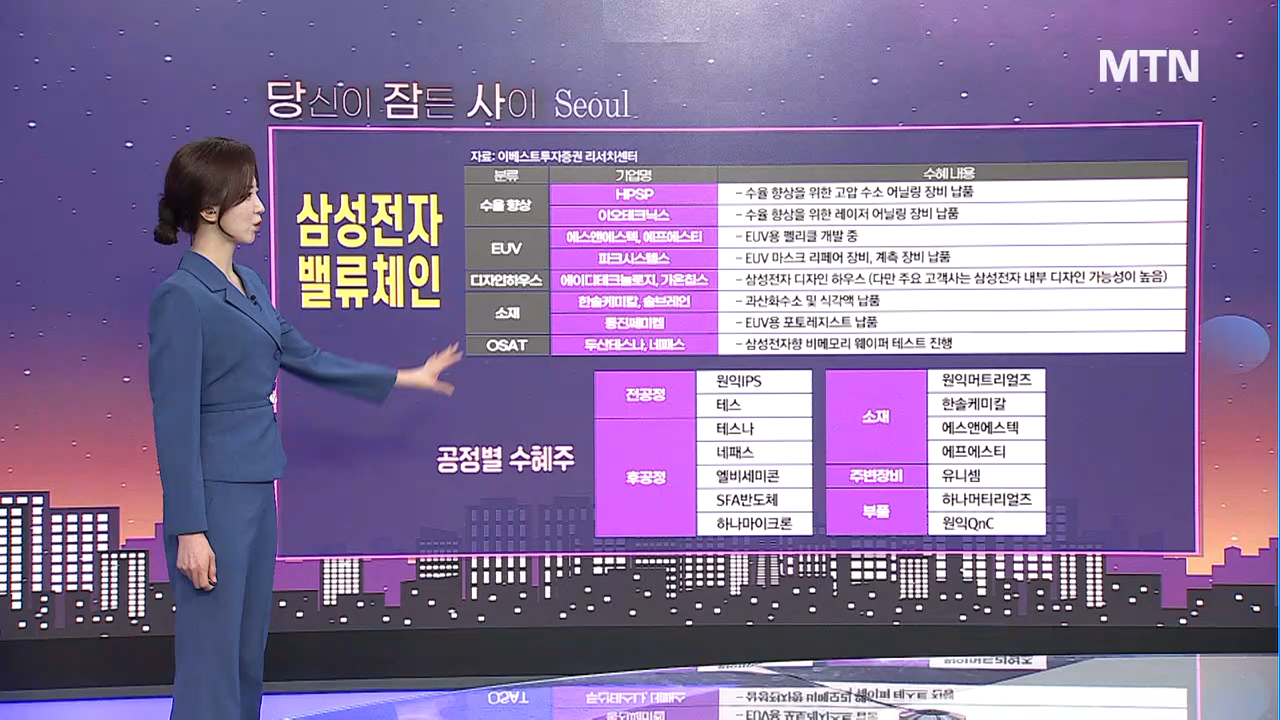 MTN
당신이 잠든 사이 Seoul
삼성전자
밸류체인
자료: 이베스트투자증권 리서치센터
분류 기업명 수혜 내용
수율 향상 HPSP - 수율 향상을 위한 고압 수소 어닐링 장비 납품
이오테크닉스 - 수율 향상을 위한 레이저 어닐링 장비 납품
EUV 에스앤에스텍, 에프에스티 - EUV용 펠리클 개발 중
파크시스템스 - EUV 마스크 리페어 장비, 계측 장비 납품
디자인하우스 에이디테크놀로지, 가온칩스 - 삼성전자 디자인 하우스 (다만 주요 고객사는 삼성전자 내부 디자인 가능성이 높음)
소재 한솔케미칼, 솔브레인 - 과산화수소 및 식각액 납품
동진쎄미켐 - EUV용 포토레지스트 납품
OSAT 두산테스나, 네패스 - 삼성전자향 비메모리 웨이퍼 테스트 진행
공정별 수혜주
전공정 원익IPS
테스
후공정 테스나
네패스
엘비세미콘
SFA반도체
하나마이크론
소재 원익머트리얼즈
한솔케미칼
에스앤에스텍
에프에스티
주변장비 유니셈
부품 하나머티리얼즈
원익QnC